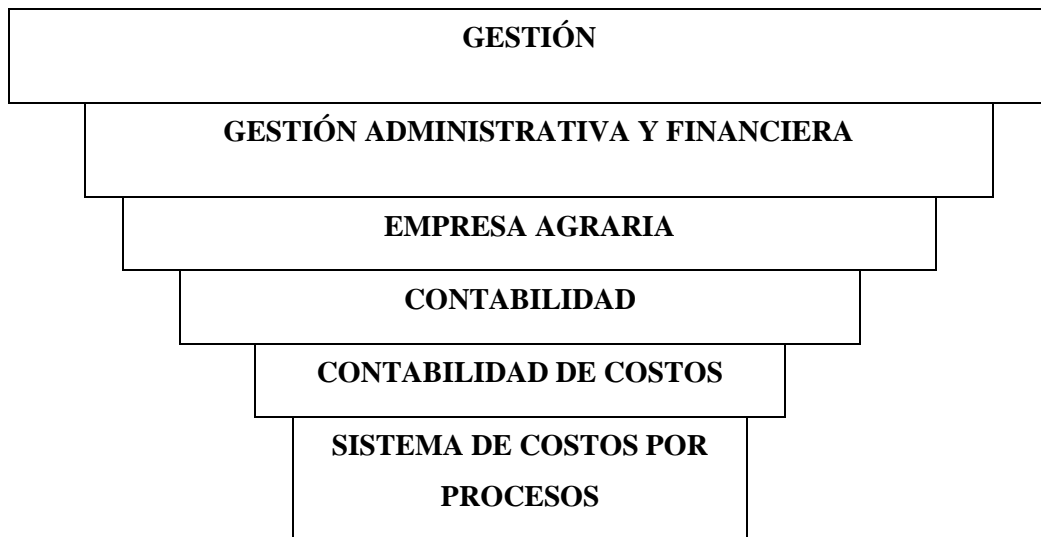 GESTIÓN
GESTIÓN ADMINISTRATIVA Y FINANCIERA
EMPRESA AGRARIA
CONTABILIDAD
CONTABILIDAD DE COSTOS
SISTEMA DE COSTOS POR
PROCESOS